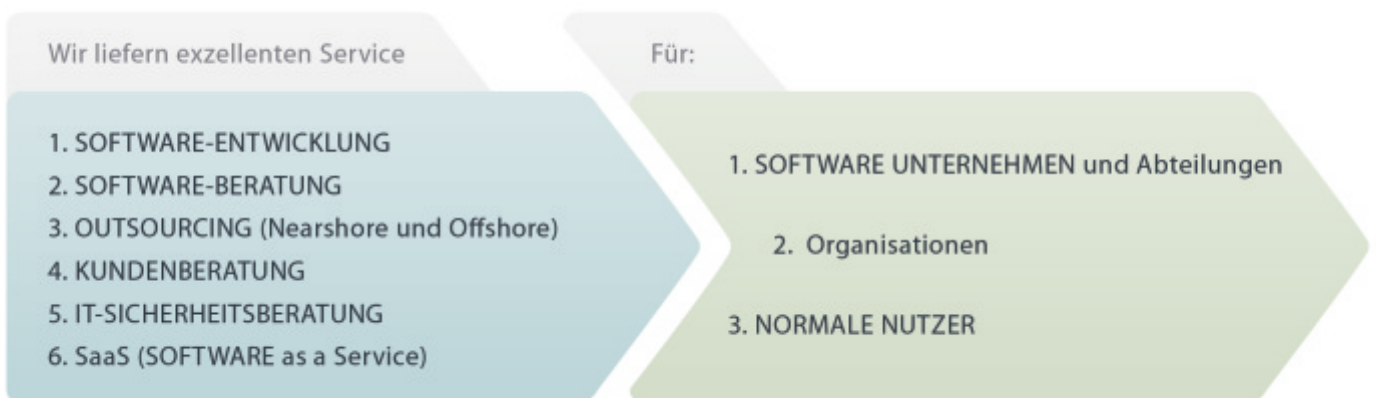 Wir liefern exzellenten Service
1. SOFTWARE-ENTWICKLUNG
2. SOFTWARE-BERATUNG
3. OUTSOURCING (Nearshore und Offshore)
4. KUNDENBERATUNG
5. IT-SICHERHEITSBERATUNG
6. SaaS (SOFTWARE as a Service)
Für:
1. SOFTWARE UNTERNEHMEN und Abteilungen
2. Organisationen
3. NORMALE NUTZER